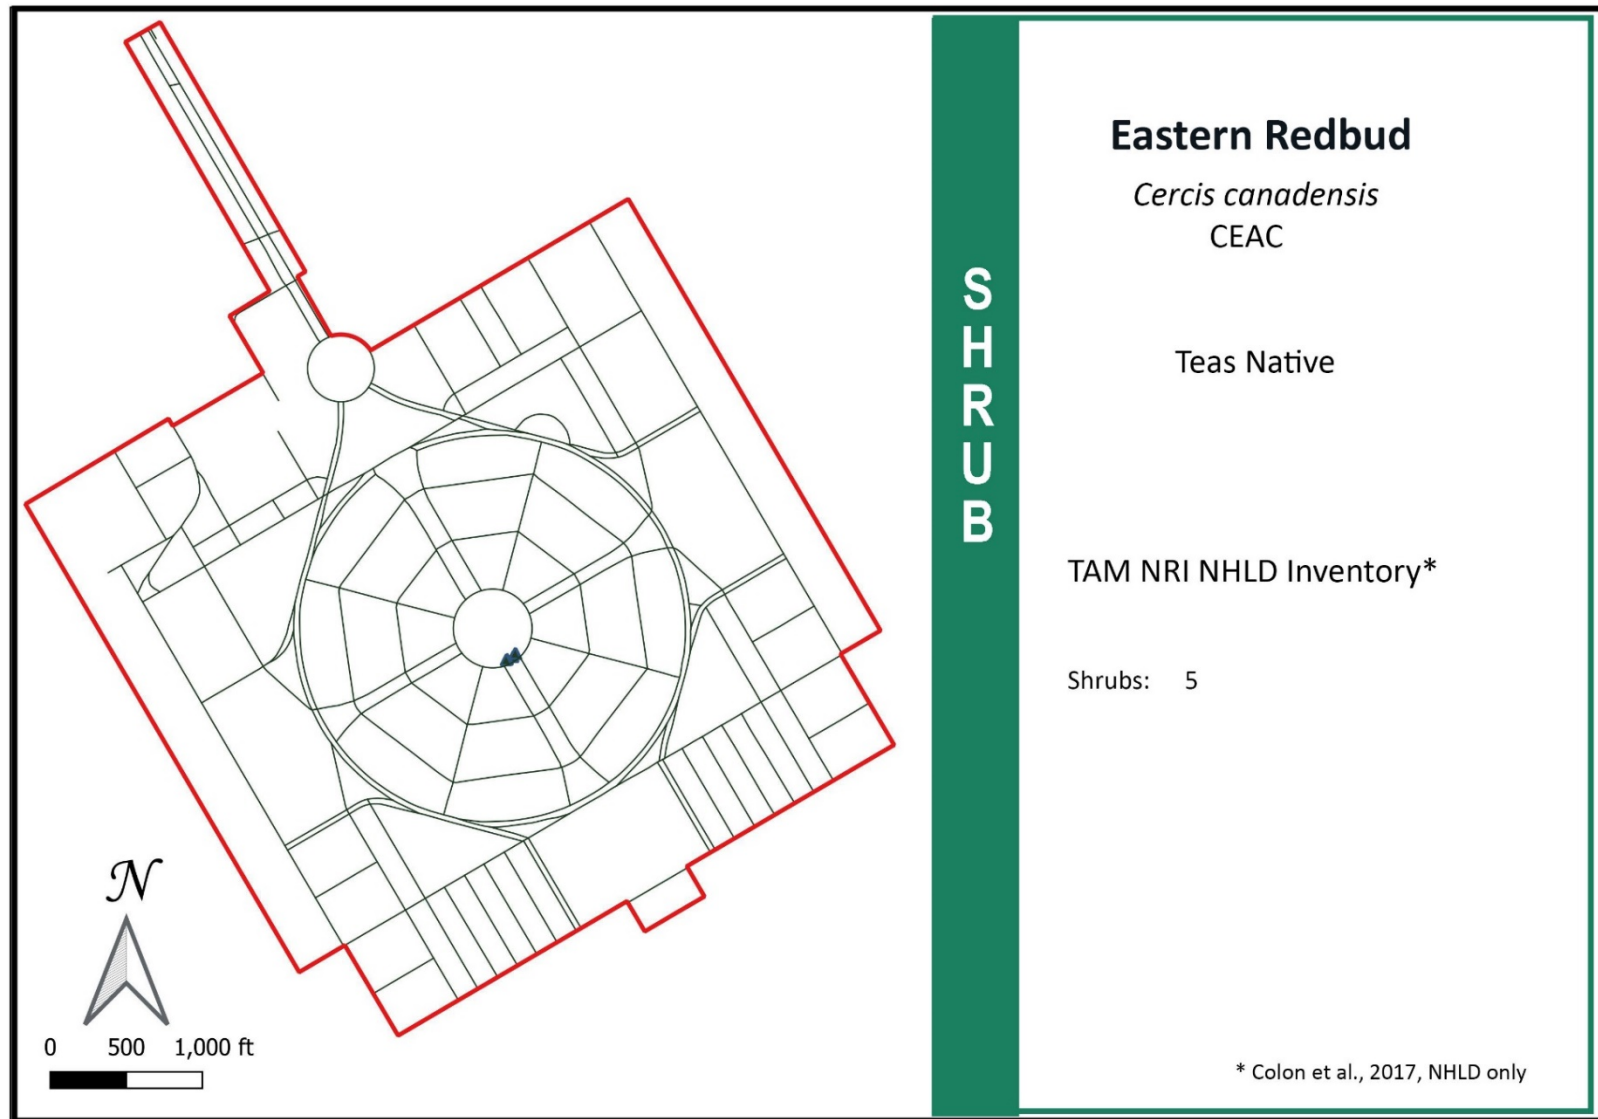 Eastern Redbud
Cercis canadensis
CEAC
Teas Native
TAM NRI NHLD Inventory*
Shrubs: 5
* Colon et al., 2017, NHLD only
SHRUB
N
0 500 1,000 ft